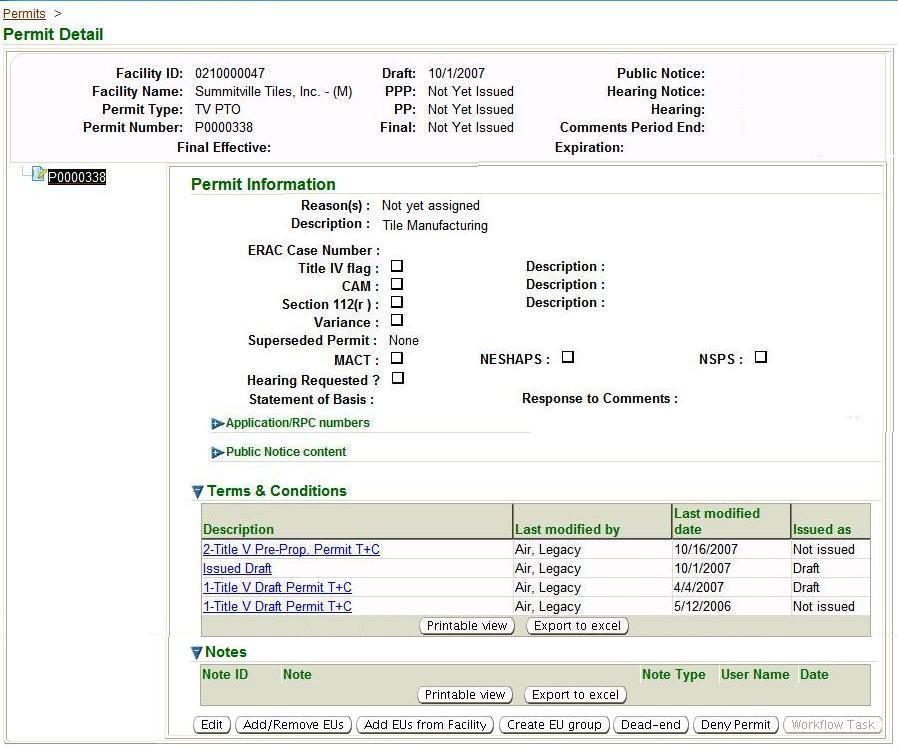 Permits >
Permit Detail
Facility ID: 0210000047 Draft: 10/1/2007 Public Notice:
Facility Name: Summitville Tiles, Inc. - (M) PPP: Not Yet Issued Hearing Notice:
Permit Type: TV PTO PP: Not Yet Issued Hearing:
Permit Number: P0000338 Final: Not Yet Issued Comments Period End:
Final Effective: Expiration:
P0000338
Permit Information
Reason(s) : Not yet assigned
Description : Tile Manufacturing
ERAC Case Number :
Title IV flag : Description :
CAM : Description :
Section 112(r ) : Description :
Variance :
Superseded Permit : None
MACT : NESHAPS : NSPS :
Hearing Requested ?
Statement of Basis : Response to Comments :
Application/RPC numbers
Public Notice content
Terms & Conditions
Description Last modified by Last modified date Issued as
2-Title V Pre-Prop. Permit T+C Air, Legacy 10/16/2007 Not issued
Issued Draft Air, Legacy 10/1/2007 Draft
1-Title V Draft Permit T+C Air, Legacy 4/4/2007 Draft
1-Title V Draft Permit T+C Air, Legacy 5/12/2006 Not issued
Printable view Export to excel
Notes
Note ID Note Note Type User Name Date
Printable view Export to excel
Edit Add/Remove EUs Add EUs from Facility Create EU group Dead-end Deny Permit Workflow Task